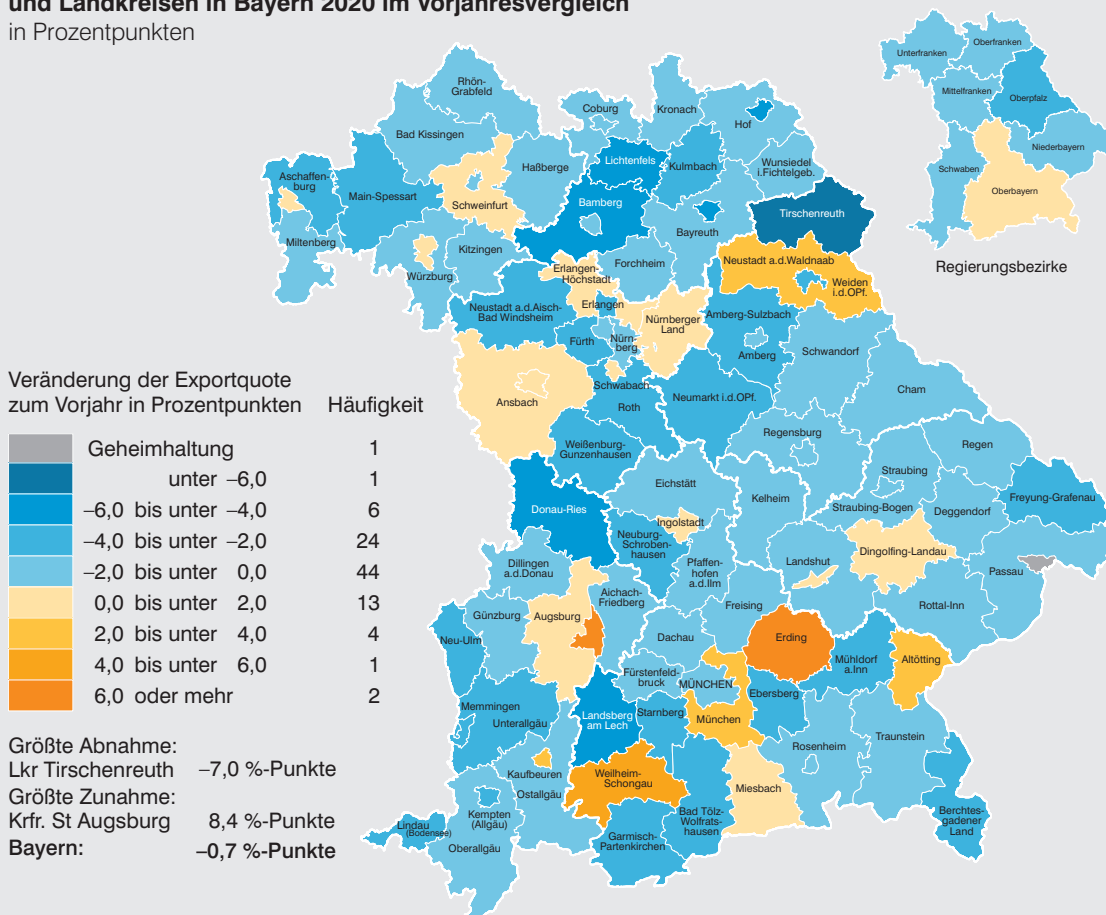 und Landkreisen in Bayern 2020 im Vorjahresvergleich
in Prozentpunkten
Unterfranken
Oberfranken
Mittelfranken
Oberpfalz
Niederbayern
Schwaben
Oberbayern
Regierungsbezirke
Rhön-
Grabfeld
Coburg
Kronach
Hof
Bad Kissingen
Lichtenfels
Kulmbach
Wunsiedel
i.Fichtelgeb.
Haßberge
Aschaffen-
burg
Main-Spessart
Schweinfurt
Bamberg
Tirschenreuth
Bayreuth
Miltenberg
Kitzingen
Würzburg
Forchheim
Erlangen-
Höchstadt
Neustadt a.d.Waldnaab
Weiden
i.d.OPf.
Neustadt a.d.Aisch-
Bad Windsheim
Erlangen
Nürnberger
Land
Amberg-Sulzbach
Fürth
Nürn-
berg
Amberg
Schwandorf
Ansbach
Schwabach
Roth
Neumarkt i.d.OPf.
Cham
Weißenburg-
Gunzenhausen
Regensburg
Regen
Straubing
Eichstätt
Kelheim
Freyung-Grafenau
Donau-Ries
Straubing-Bogen
Deggendorf
Ingolstadt
Neuburg-
Schroben-
hausen
Dingolfing-Landau
Dillingen
a.d.Donau
Pfaffen-
hofen
a.d.Ilm
Landshut
Passau
Aichach-
Friedberg
Freising
Rottal-Inn
Günzburg
Augsburg
Neu-Ulm
Dachau
Erding
Mühldorf
a.Inn
Altötting
Fürstenfeld-
bruck
MÜNCHEN
Ebersberg
Memmingen
Unterallgäu
Landsberg
am Lech
Starnberg
München
Traunstein
Rosenheim
Kaufbeuren
Weilheim-
Schongau
Miesbach
Ostallgäu
Bad Tölz-
Wolfrats-
hausen
Berchtes-
gadener
Land
Lindau
(Bodensee)
Kempten
(Allgäu)
Oberallgäu
Garmisch-
Partenkirchen
Veränderung der Exportquote
zum Vorjahr in Prozentpunkten Häufigkeit
Geheimhaltung 1
unter –6,0 1
–6,0 bis unter –4,0 6
–4,0 bis unter –2,0 24
–2,0 bis unter 0,0 44
0,0 bis unter 2,0 13
2,0 bis unter 4,0 4
4,0 bis unter 6,0 1
6,0 oder mehr 2
Größte Abnahme:
Lkr Tirschenreuth –7,0 %-Punkte
Größte Zunahme:
Krfr. St Augsburg 8,4 %-Punkte
Bayern: –0,7 %-Punkte